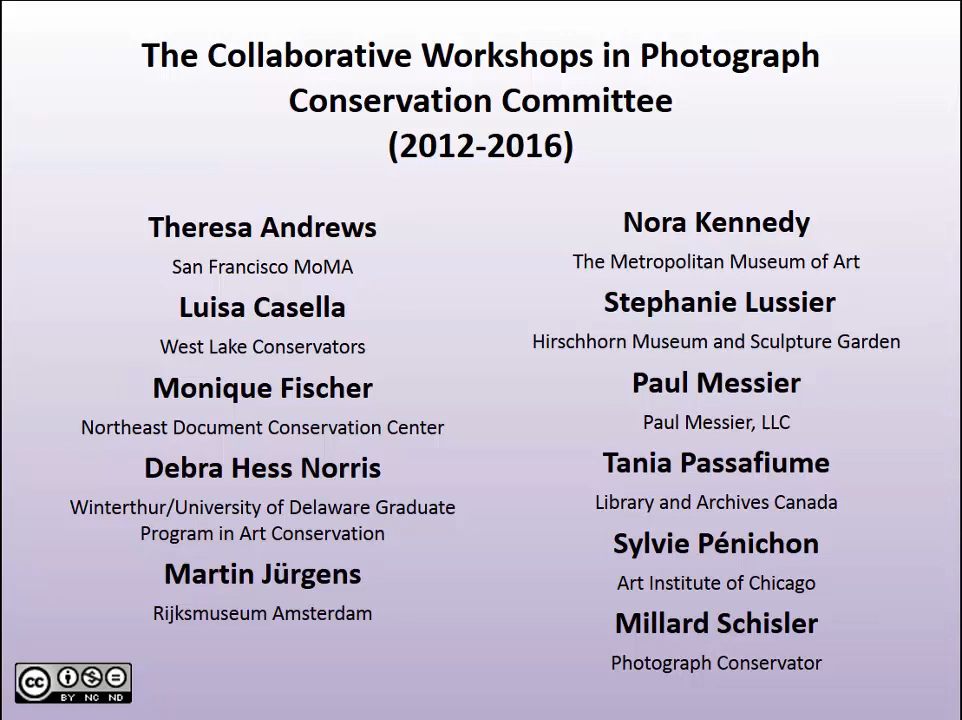 The Collaborative Workshops in Photograph
Conservation Committee
(2012-2016)
Theresa Andrews
San Francisco MoMA
Luisa Casella
West Lake Conservators
Monique Fischer
Northeast Document Conservation Center
Debra Hess Norris
Winterthur/University of Delaware Graduate
Program in Art Conservation
Martin Jürgens
Rijksmuseum Amsterdam
Nora Kennedy
The Metropolitan Museum of Art
Stephanie Lussier
Hirschhorn Museum and Sculpture Garden
Paul Messier
Paul Messier, LLC
Tania Passafiume
Library and Archives Canada
Sylvie Pénichon
Art Institute of Chicago
Millard Schisler
Photograph Conservator
cc
BY NC ND